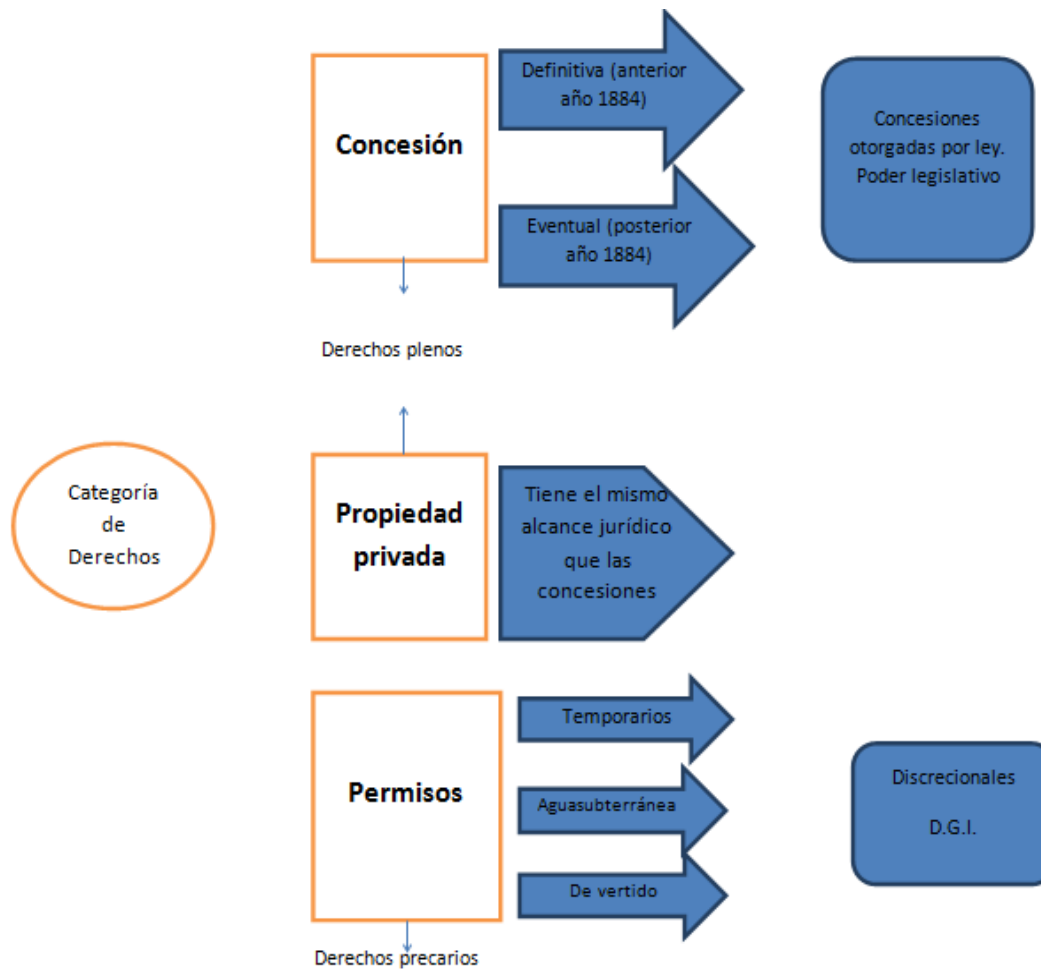 Concesión
Definitiva (anterior
año 1884)
Eventual (posterior
año 1884)
Concesiones
otorgadas por ley.
Poder legislativo
Derechos plenos
Categoría
de
Derechos
Propiedad
privada
Tiene el mismo
alcance jurídico
que las
concesiones
Permisos
Temporarios
Aguasubterránea
De vertido
Discrecionales
D.G.I.
Derechos precarios